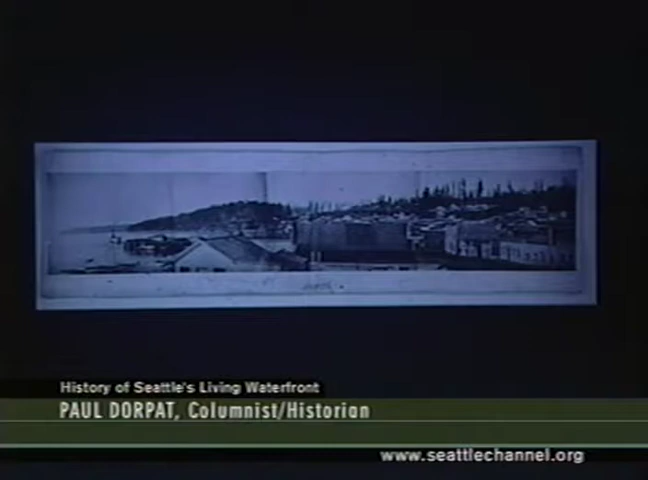 History of Seattle's Living Waterfront
PAUL DORPAT, Columnist/Historian
www.seattlechannel.org